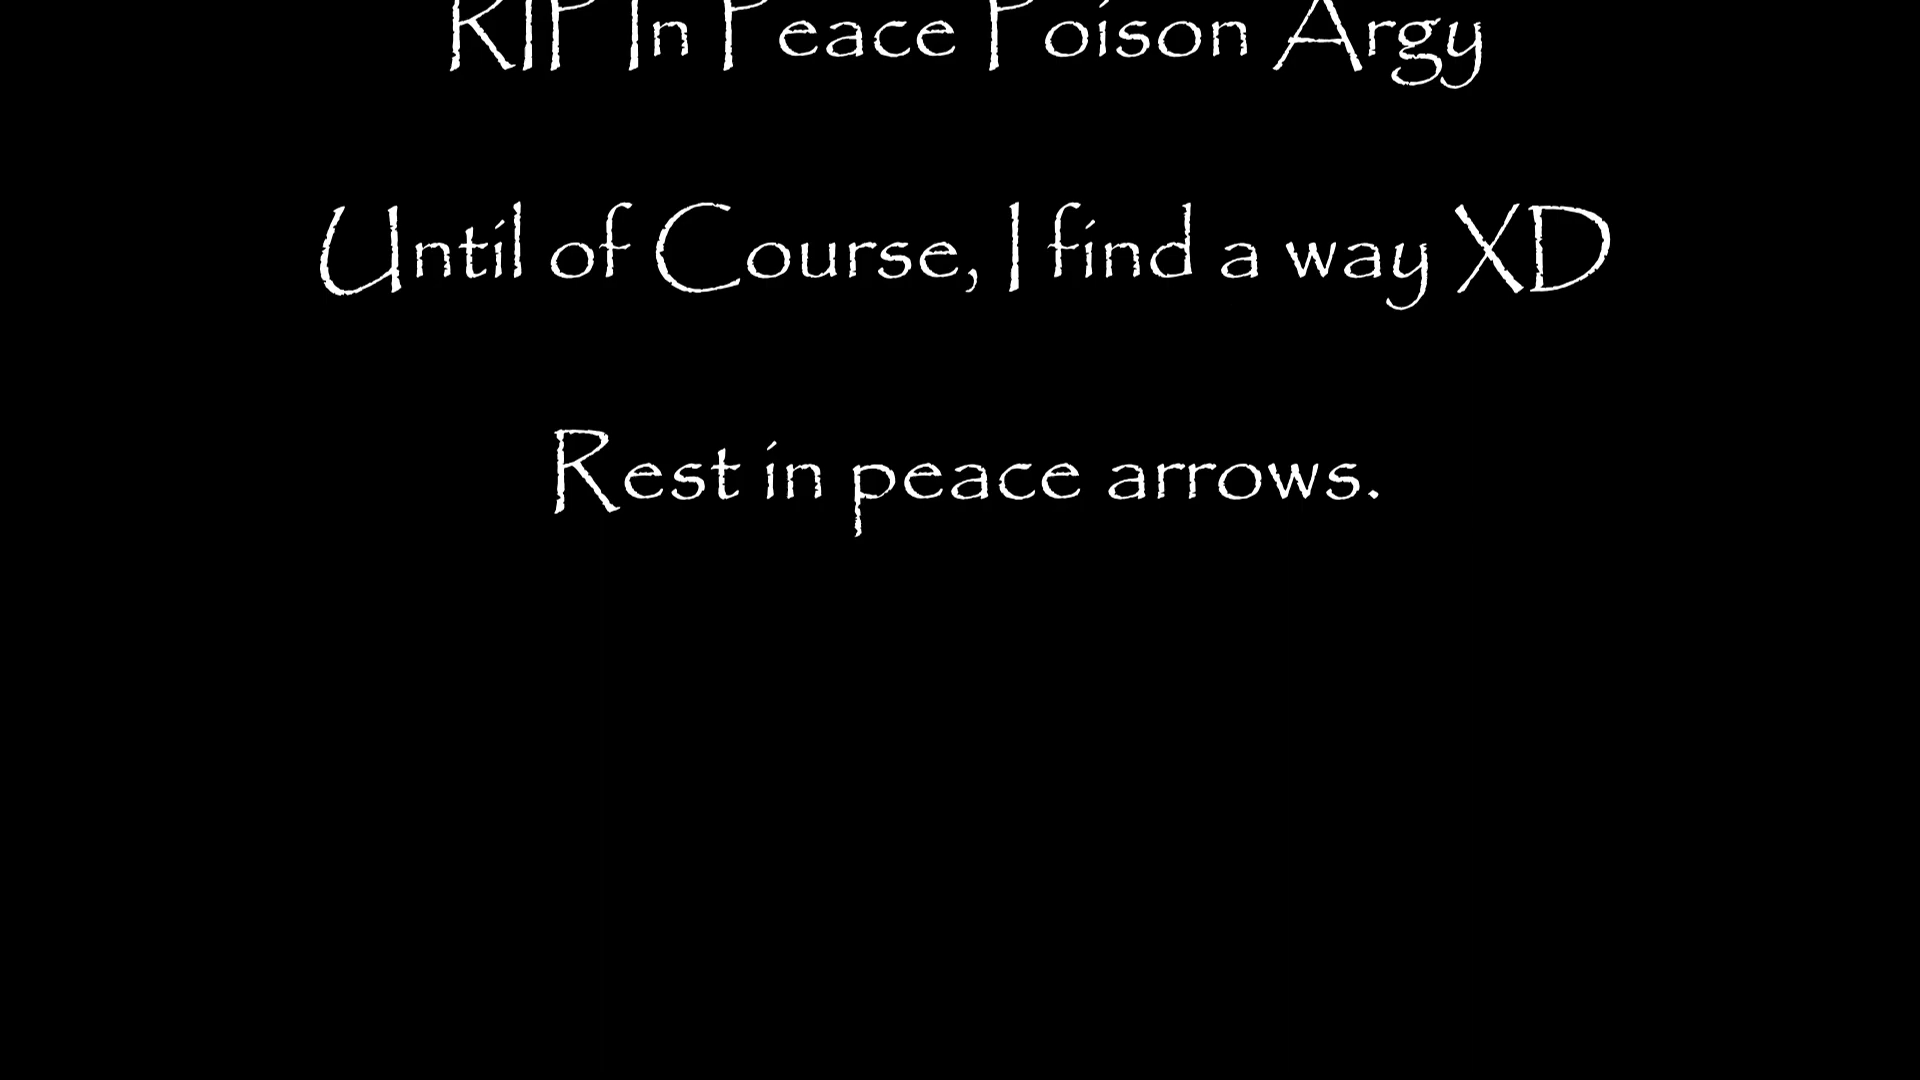 RIP In Peace Poison Argy
Until of Course, I find a way XD
Rest in peace arrows.